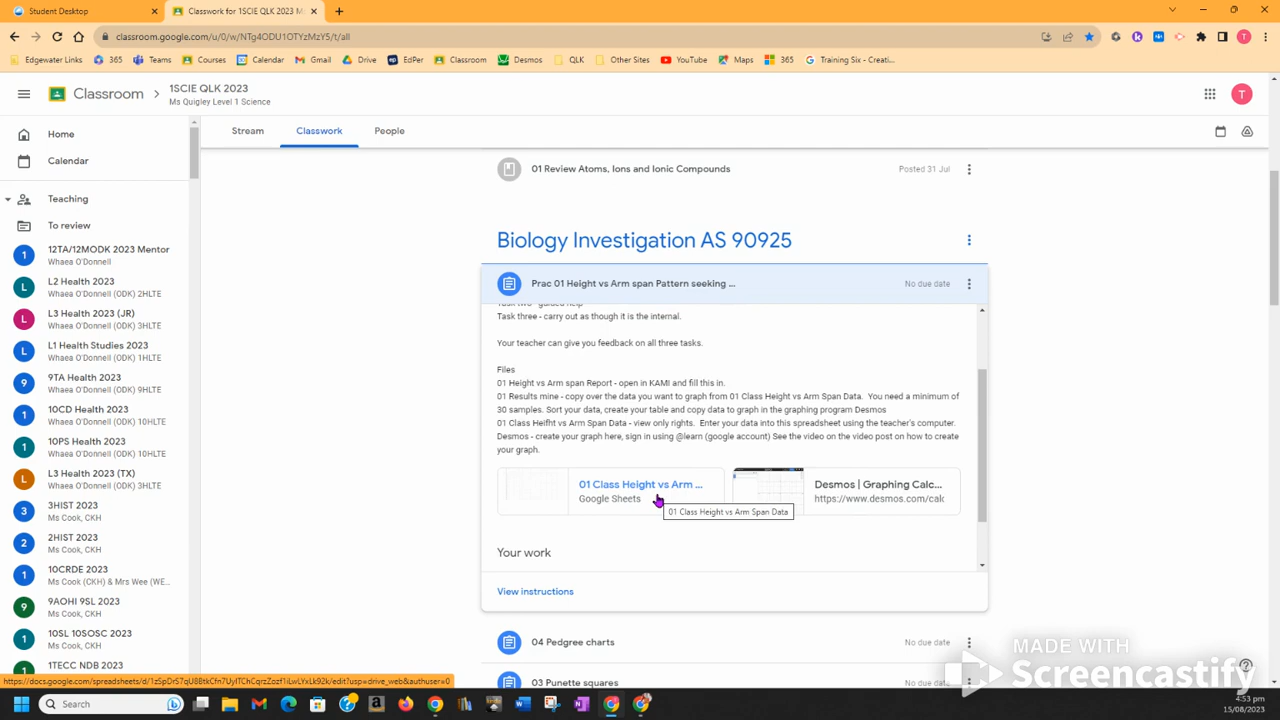 Student Desktop
Classwork for 1SCIE QLK 2023 M
classroom.google.com/u/0/w/NTg4ODU1OTYzMzY5/t/all
Edgewater Links
365
Teams
Courses
Calendar
Gmail
Drive
EdPer
Classroom
Desmos
QLK
Other Sites
YouTube
Maps
365
Training Six - Creati...
T
Classroom
1SCIE QLK 2023
Ms Quigley Level 1 Science
T
Stream
Classwork
People
Home
Calendar
Teaching
To review
1
12TA/12MODK 2023 Mentor
Whaea O'Donnell
L
L2 Health 2023
Whaea O'Donnell (ODK) 2HLTE
L
L3 Health 2023 (JR)
Whaea O'Donnell (ODK) 3HLTE
L
L1 Health Studies 2023
Whaea O'Donnell (ODK) 1HLTE
9
9TA Health 2023
Whaea O'Donnell (ODK) 9HLTE
1
10CD Health 2023
Whaea O'Donnell (ODK) 10HLTE
1
10PS Health 2023
Whaea O'Donnell (ODK) 10HLTE
L
L3 Health 2023 (TX)
Whaea O'Donnell (ODK) 3HLTE
3
3HIST 2023
Ms Cook, CKH
2
2HIST 2023
Ms Cook, CKH
1
10CRDE 2023
Ms Cook (CKH) & Mrs Wee (WE...
9
9AOHI 9SL 2023
Ms Cook, CKH
1
10SL 10SOSC 2023
Ms Cook, CKH
1
1TECC NDB 2023
01 Review Atoms, Ions and Ionic Compounds
Posted 31 Jul
Biology Investigation AS 90925
Prac 01 Height vs Arm span Pattern seeking ...
No due date
Task two - guided help
Task three - carry out as though it is the internal.
Your teacher can give you feedback on all three tasks.
Files
01 Height vs Arm span Report - open in KAMI and fill this in.
01 Results mine - copy over the data you want to graph from 01 Class Height vs Arm Span Data. You need a minimum of
30 samples. Sort your data, create your table and copy data to graph in the graphing program Desmos
01 Class Heifht vs Arm Span Data - view only rights. Enter your data into this spreadsheet using the teacher's computer.
Desmos - create your graph here, sign in using @learn (google account) See the video on the video post on how to create
your graph.
01 Class Height vs Arm ...
Google Sheets
01 Class Height vs Arm Span Data
Desmos | Graphing Calc...
https://www.desmos.com/calc
Your work
View instructions
04 Pedgree charts
No due date
03 Punette squares
No due date
MADE WITH
Screencastify
Search
4:53 pm
15/08/2023